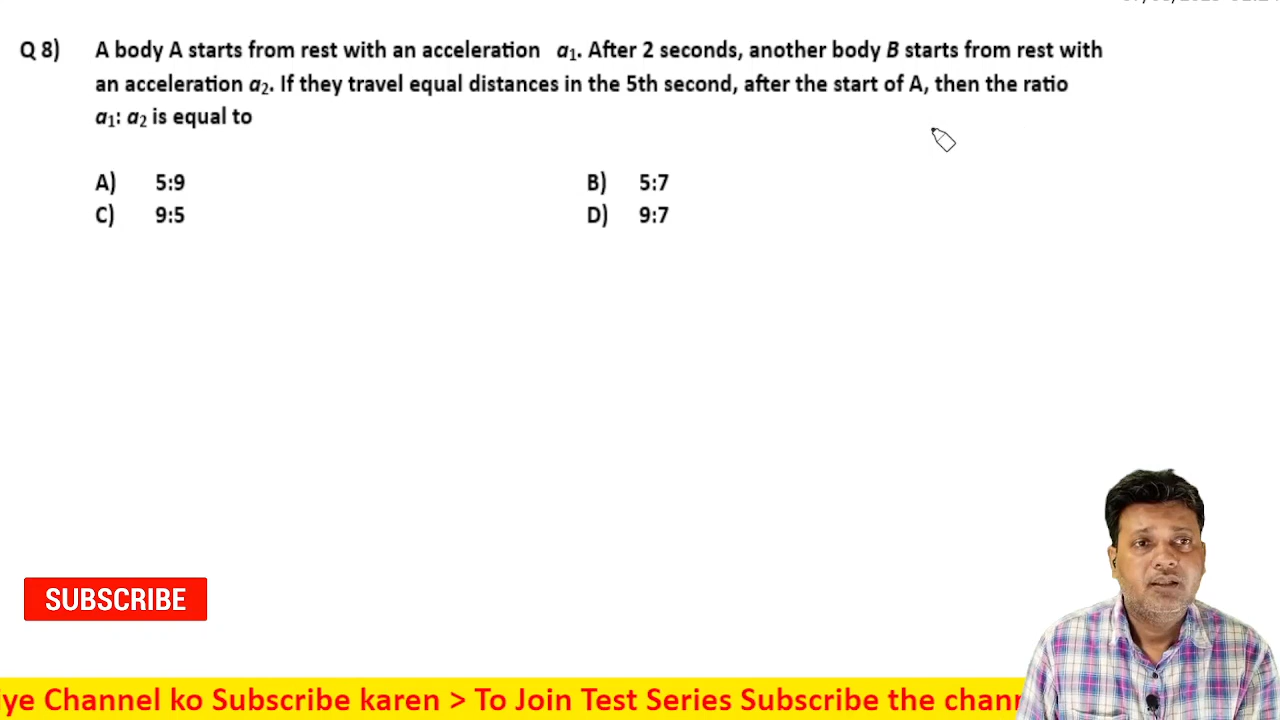 Q 8) A body A starts from rest with an acceleration a₁. After 2 seconds, another body B starts from rest with
an acceleration a₂. If they travel equal distances in the 5th second, after the start of A, then the ratio
a₁: a₂ is equal to
A) 5:9 B) 5:7
C) 9:5 D) 9:7
SUBSCRIBE
Channel ko Subscribe karen > To Join Test Series Subscribe the